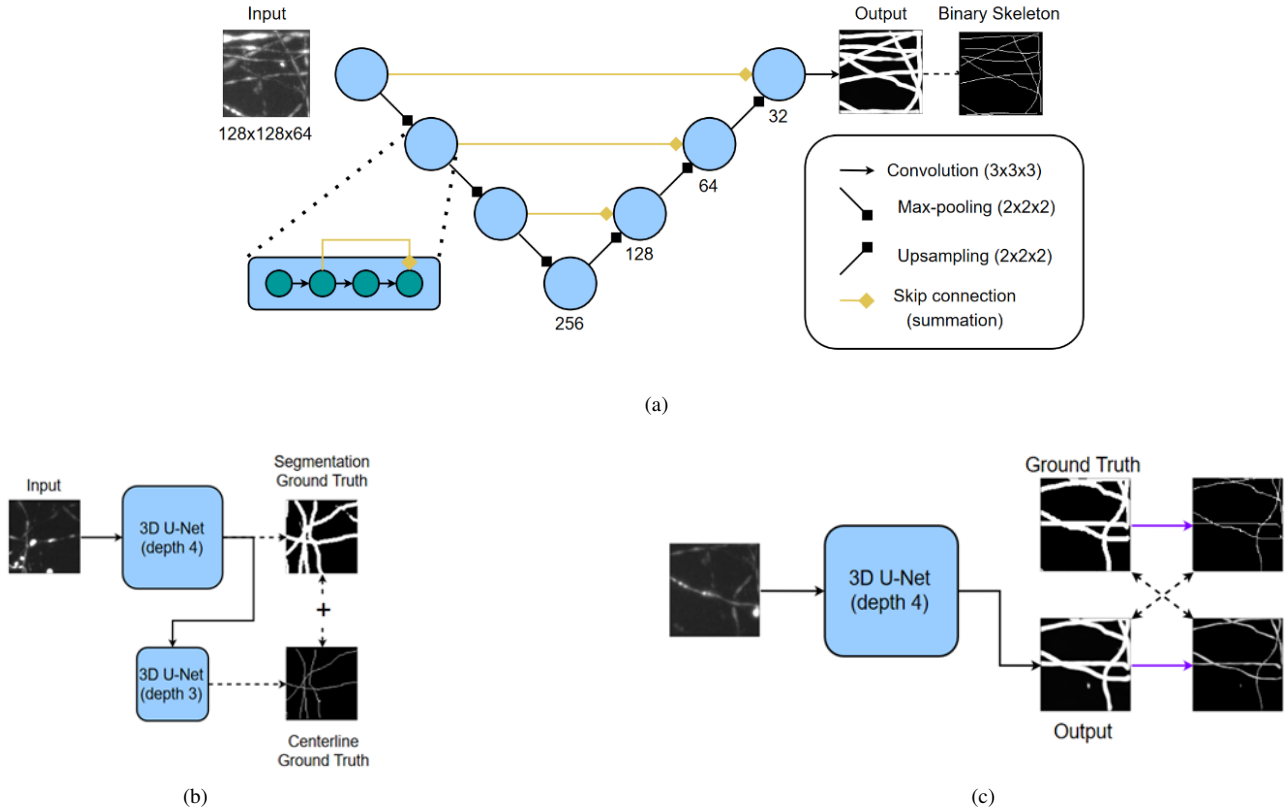 Input
Output
Binary Skeleton
128x128x64
32
64
128
256
Convolution (3x3x3)
Max-pooling (2x2x2)
Upsampling (2x2x2)
Skip connection
(summation)
(a)
Input
3D U-Net
(depth 4)
Segmentation
Ground Truth
+
3D U-Net
(depth 3)
Centerline
Ground Truth
(b)
Ground Truth
3D U-Net
(depth 4)
Output
(c)